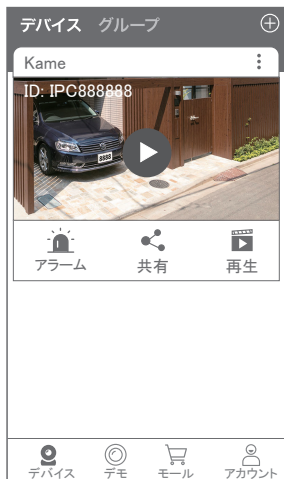 デバイス グループ
Kame
ID: IPC888888
8888
アラーム 共有 再生
デバイス デモ モール アカウント